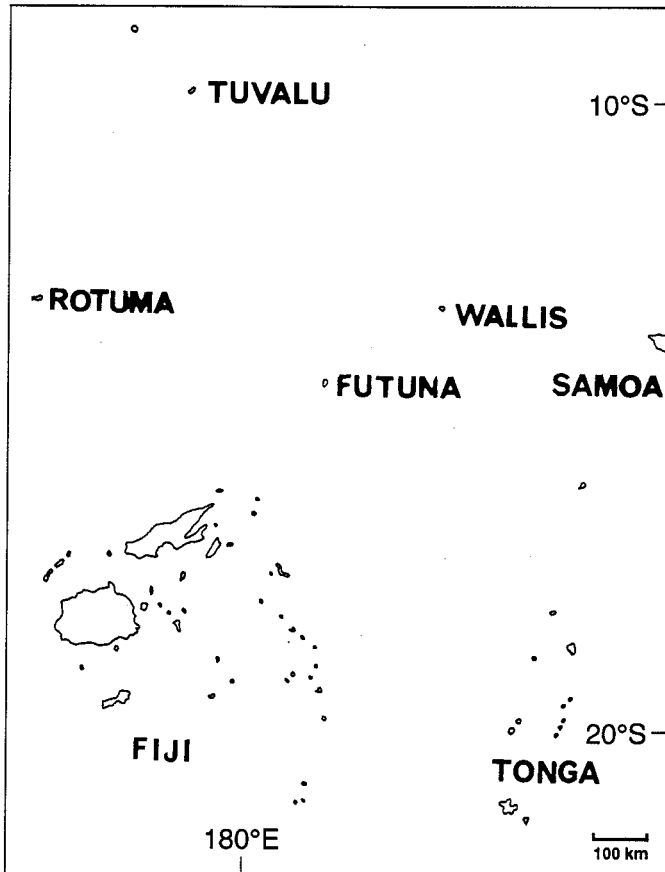 TUVALU
10°S
ROTUMA
WALLIS
FUTUNA
SAMOA
FIJI
20°S
TONGA
180°E
100 km